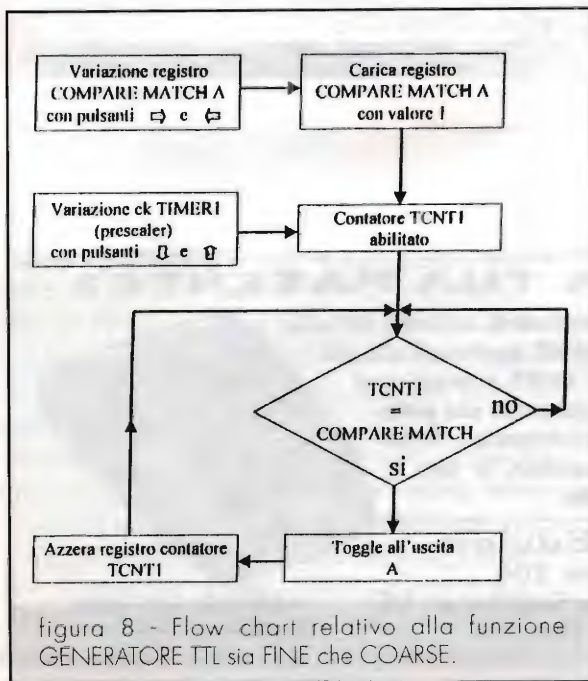 Variazione registro
COMPARE MATCH A
con pulsanti ⇨ e ⇦
Carica registro
COMPARE MATCH A
con valore 1
Variazione ck TIMER1
(prescaler)
con pulsanti ⇩ e ⇧
Contatore TCNT1
abilitato
TCNT1
=
COMPARE MATCH
no
si
Azzera registro contatore
TCNT1
Toggle all'uscita
A
figura 8 - Flow chart relativo alla funzione
GENERATORE TTL sia FINE che COARSE.